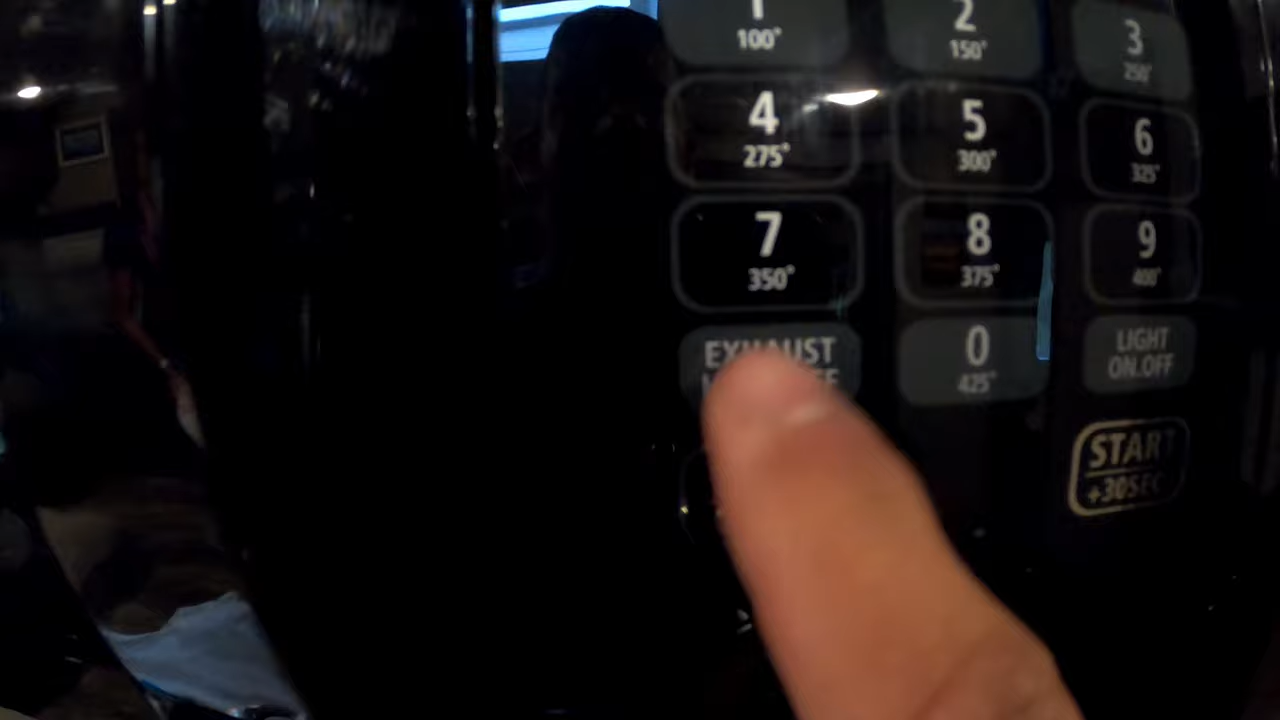 1 2 3
100° 150° 250°
4 5 6
275° 300° 325°
7 8 9
350° 375° 400°
EXHAUST 0 LIGHT
425° ON.OFF
START
+30SEC